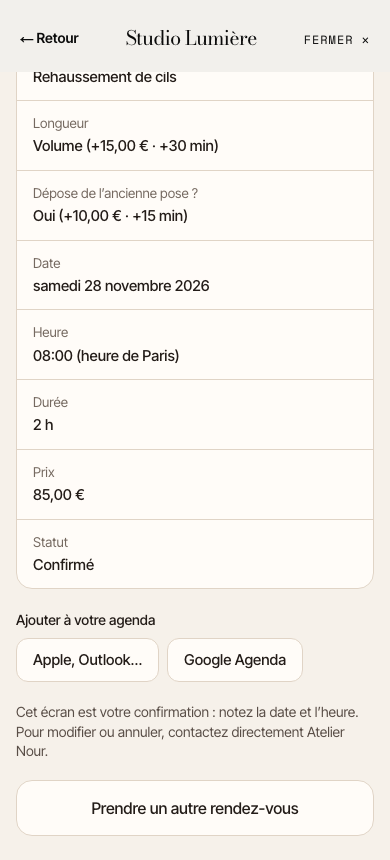 ← Retour
Studio Lumière
FERMER ×
Rehaussement de cils
Longueur
Volume (+15,00 € · +30 min)
Dépose de l’ancienne pose ?
Oui (+10,00 € · +15 min)
Date
samedi 28 novembre 2026
Heure
08:00 (heure de Paris)
Durée
2 h
Prix
85,00 €
Statut
Confirmé
Ajouter à votre agenda
Apple, Outlook…
Google Agenda
Cet écran est votre confirmation : notez la date et l’heure.
Pour modifier ou annuler, contactez directement Atelier
Nour.
Prendre un autre rendez-vous